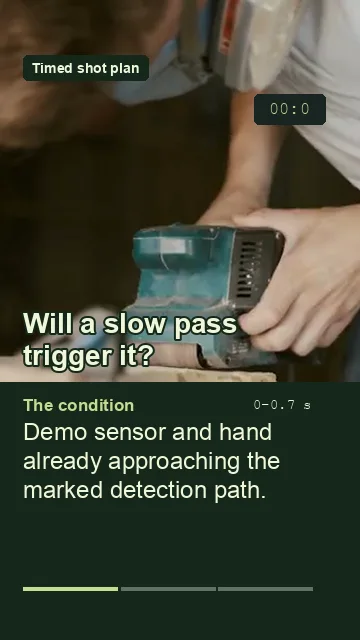 Timed shot plan
00:0
Will a slow pass
trigger it?
The condition
0–0.7 s
Demo sensor and hand
already approaching the
marked detection path.